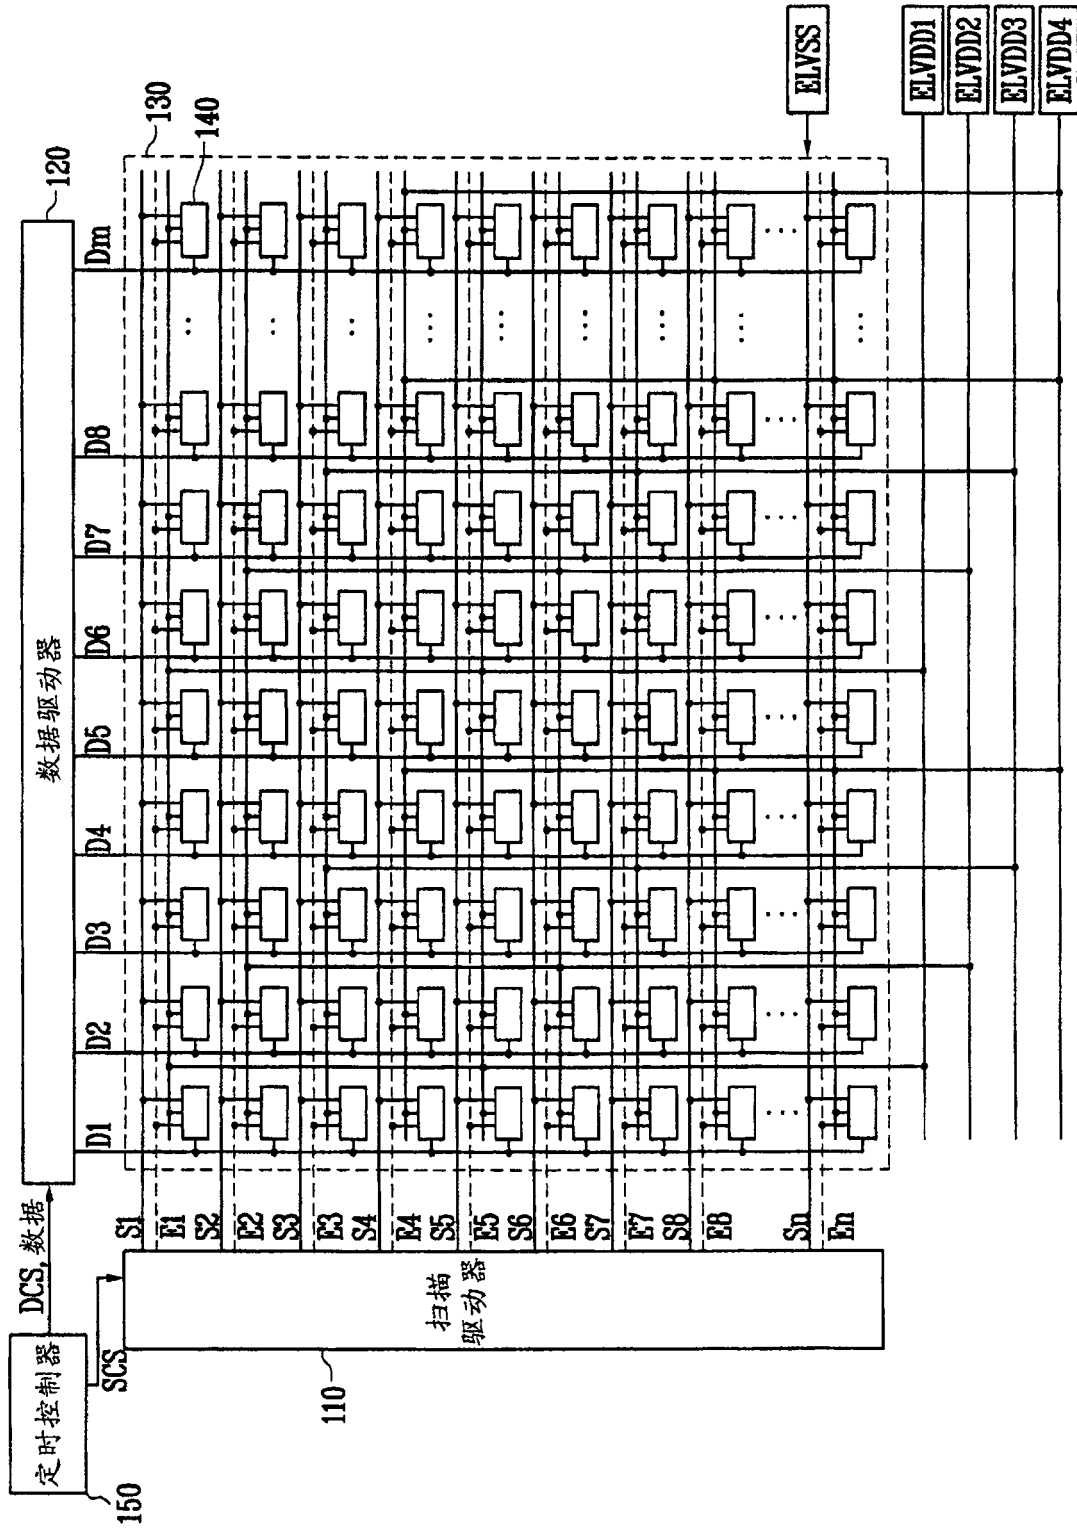 150
定时控制器
DCS, 数据
SCS
120
数据驱动器
110
扫描
驱动器
130
140
D1
D2
D3
D4
D5
D6
D7
D8
Dm
S1
E1
S2
E2
S3
E3
S4
E4
S5
E5
S6
E6
S7
E7
S8
E8
Sn
En
ELVSS
ELVDD1
ELVDD2
ELVDD3
ELVDD4